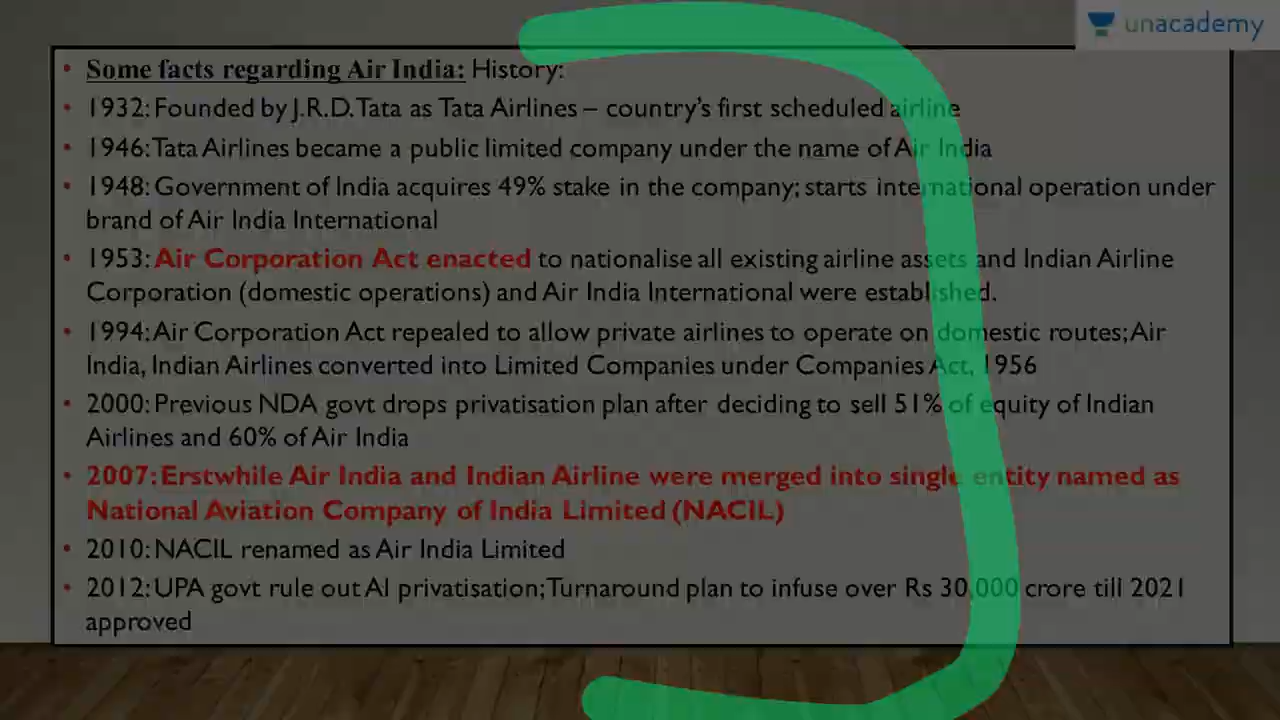 unacademy
Some facts regarding Air India: History:
1932: Founded by J.R.D. Tata as Tata Airlines – country's first scheduled airline
1946: Tata Airlines became a public limited company under the name of Air India
1948: Government of India acquires 49% stake in the company; starts international operation under
brand of Air India International
1953: Air Corporation Act enacted to nationalise all existing airline assets and Indian Airline
Corporation (domestic operations) and Air India International were established.
1994: Air Corporation Act repealed to allow private airlines to operate on domestic routes; Air
India, Indian Airlines converted into Limited Companies under Companies Act, 1956
2000: Previous NDA govt drops privatisation plan after deciding to sell 51% of equity of Indian
Airlines and 60% of Air India
2007: Erstwhile Air India and Indian Airline were merged into single entity named as
National Aviation Company of India Limited (NACIL)
2010: NACIL renamed as Air India Limited
2012: UPA govt rule out AI privatisation; Turnaround plan to infuse over Rs 30,000 crore till 2021
approved